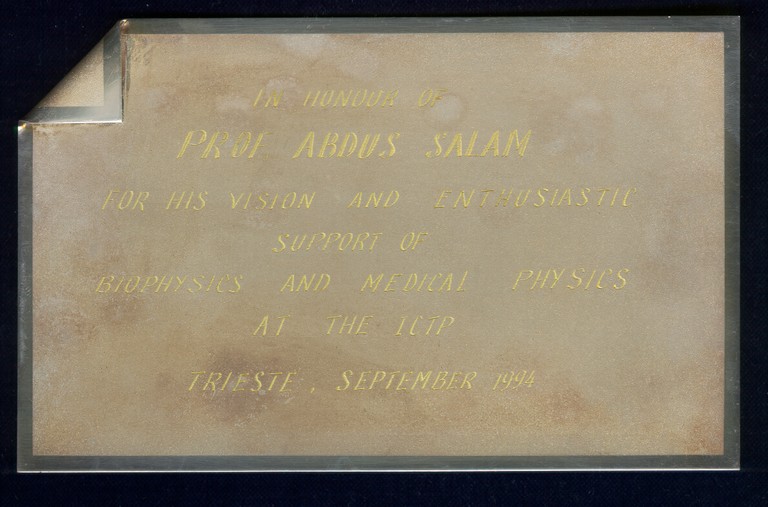 IN HONOUR OF
PROF. ABDUS SALAM
FOR HIS VISION AND ENTHUSIASTIC
SUPPORT OF
BIOPHYSICS AND MEDICAL PHYSICS
AT THE ICTP
TRIESTE, SEPTEMBER 1994